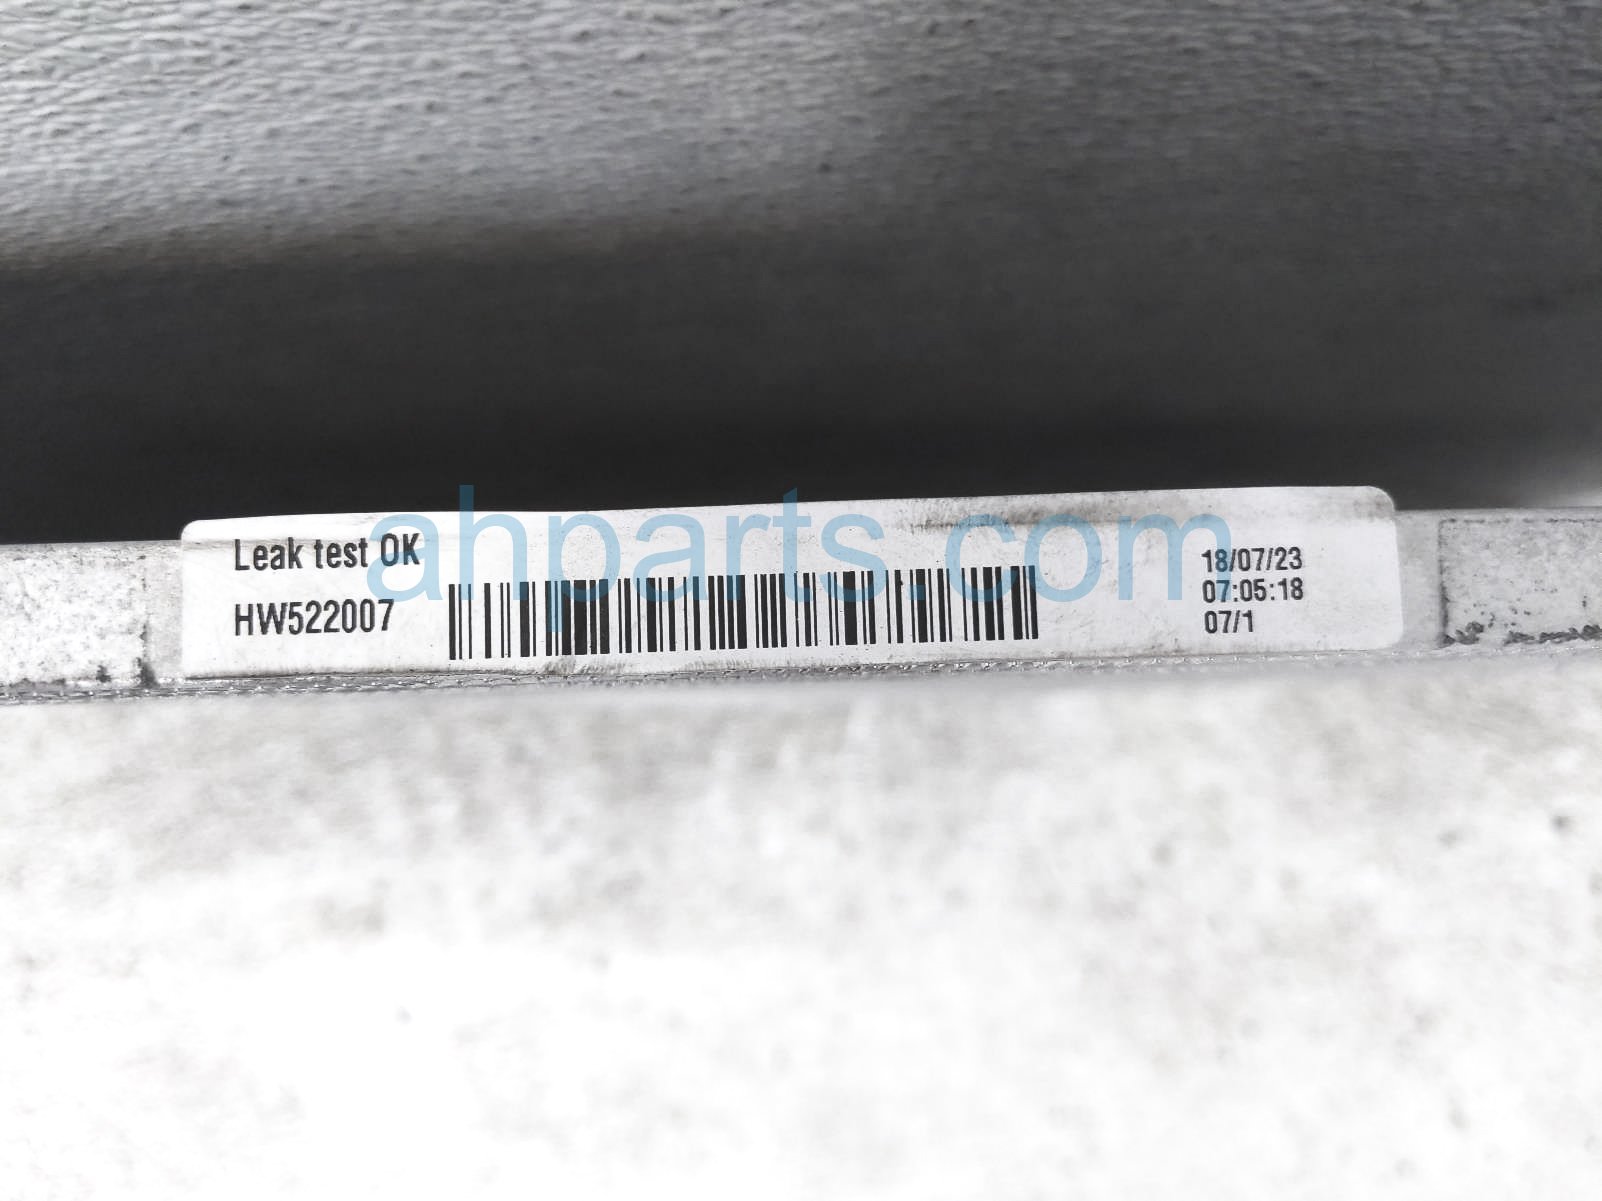 Leak test OK
HW522007
18/07/23
07:05:18
07/1
ahparts.com